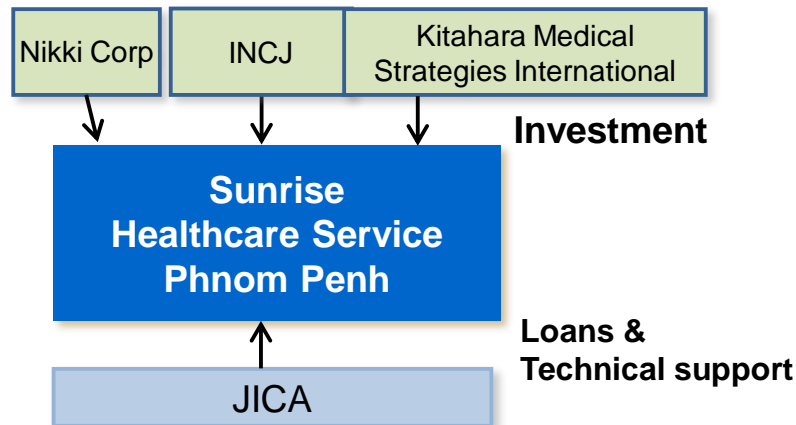 Nikki Corp
INCJ
Kitahara Medical
Strategies International
Investment
Sunrise
Healthcare Service
Phnom Penh
Loans &
Technical support
JICA